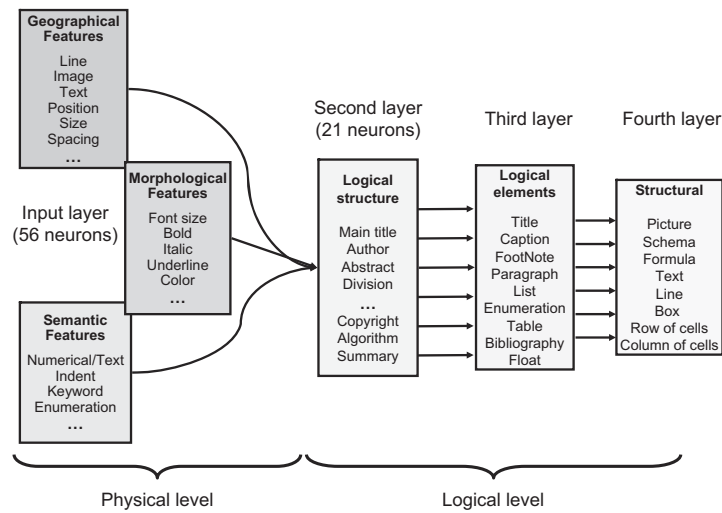 Geographical
Features
Line
Image
Text
Position
Size
Spacing
...
Input layer
(56 neurons)
Morphological
Features
Font size
Bold
Italic
Underline
Color
...
Semantic
Features
Numerical/Text
Indent
Keyword
Enumeration
...
Second layer
(21 neurons)
Logical
structure
Main title
Author
Abstract
Division
...
Copyright
Algorithm
Summary
Third layer
Logical
elements
Title
Caption
FootNote
Paragraph
List
Enumeration
Table
Bibliography
Float
Fourth layer
Structural
Picture
Schema
Formula
Text
Line
Box
Row of cells
Column of cells
Physical level
Logical level